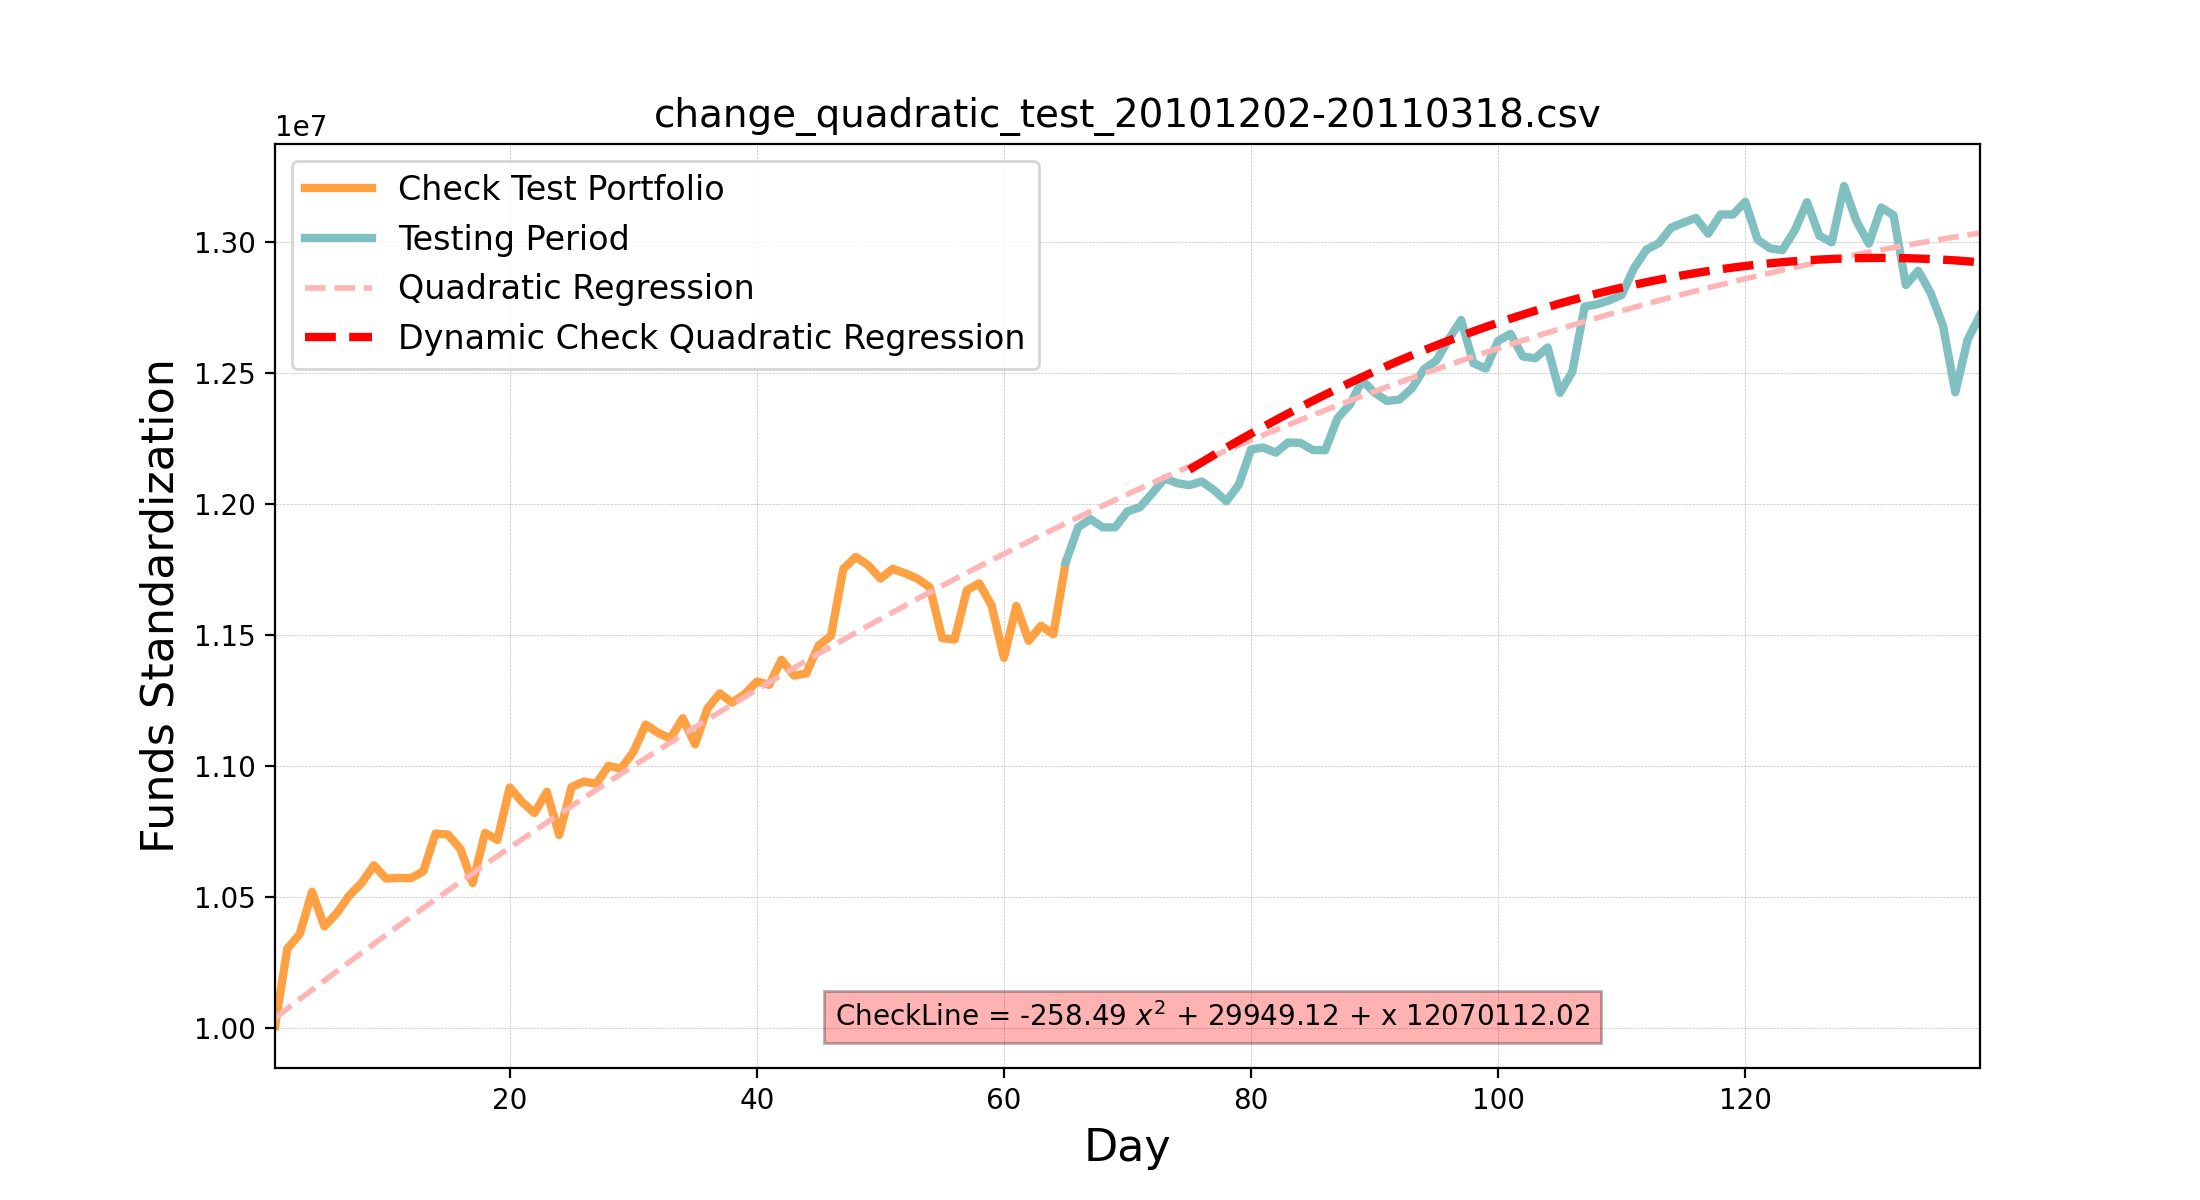 change_quadratic_test_20101202-20110318.csv
1e7
Check Test Portfolio
Testing Period
Quadratic Regression
Dynamic Check Quadratic Regression
Funds Standardization
1.30
1.25
1.20
1.15
1.10
1.05
1.00
CheckLine = -258.49 x² + 29949.12 + x 12070112.02
20 40 60 80 100 120
Day